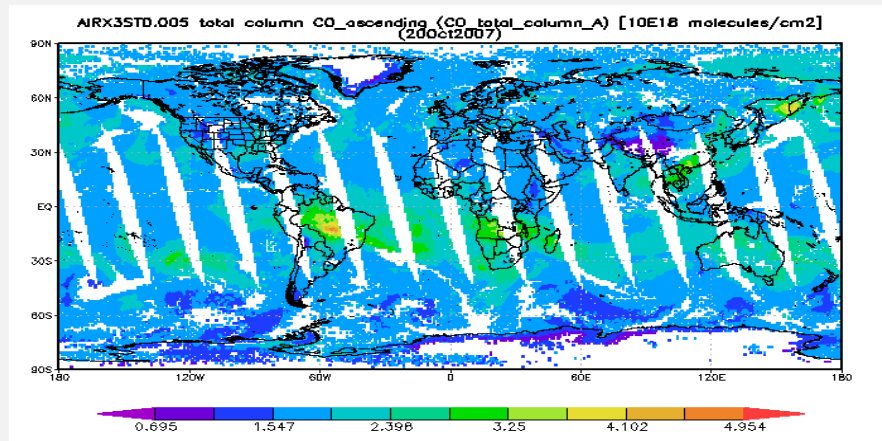 AIRX3STD.005 total column CO_ascending (CO_total_column_A) [10E18 molecules/cm2]
(20Oct2007)
90N
60N
30N
EQ
30S
60S
90S
180 120W 60W 0 60E 120E 180
0.695 1.547 2.398 3.25 4.102 4.954